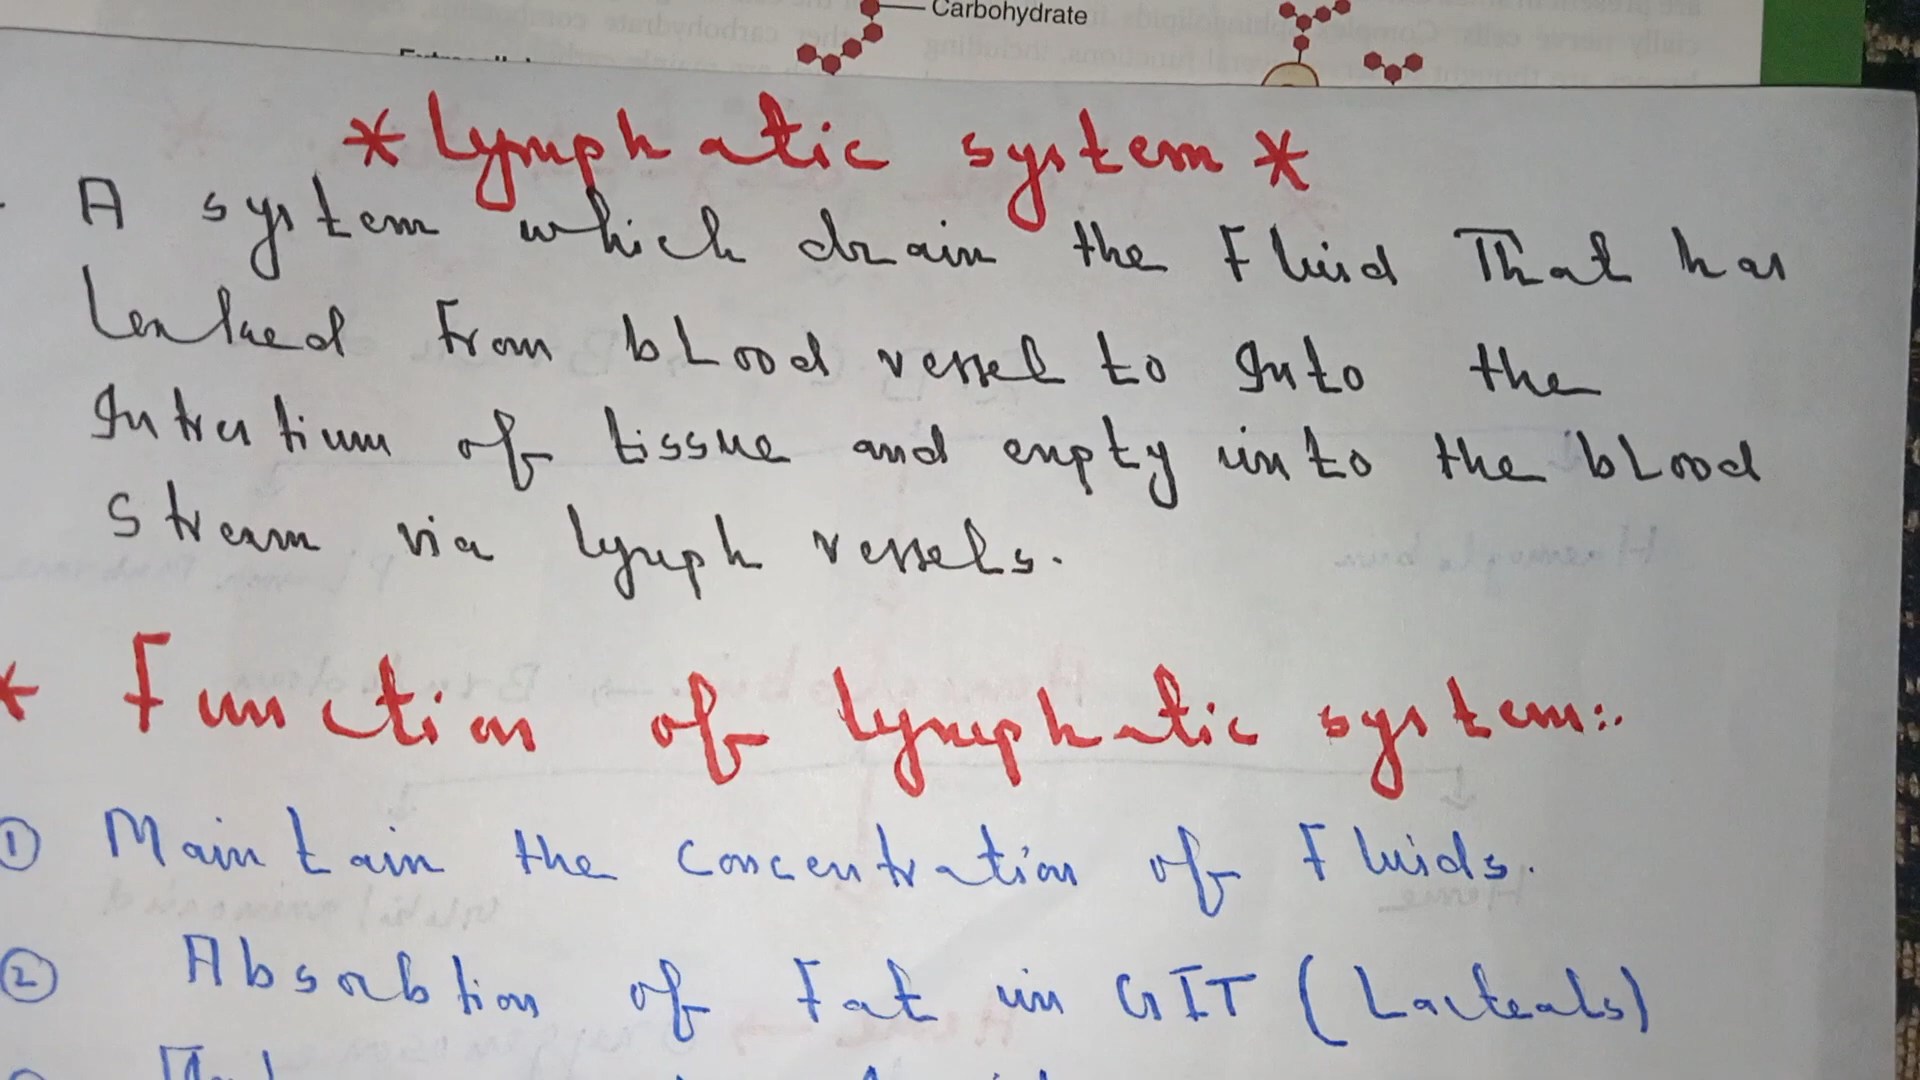 Carbohydrate
*Lymphatic system*
A system which drain the Fluid That has
Leaked From bLood vessel to Into the
Intrestium of tissue and empty into the bLood
Stream via lymph vessels.
* Function of lymphatic system:.
① Maintain the concentration of Fluids.
② Absorbtion of Fat in GIT (Lacteals)